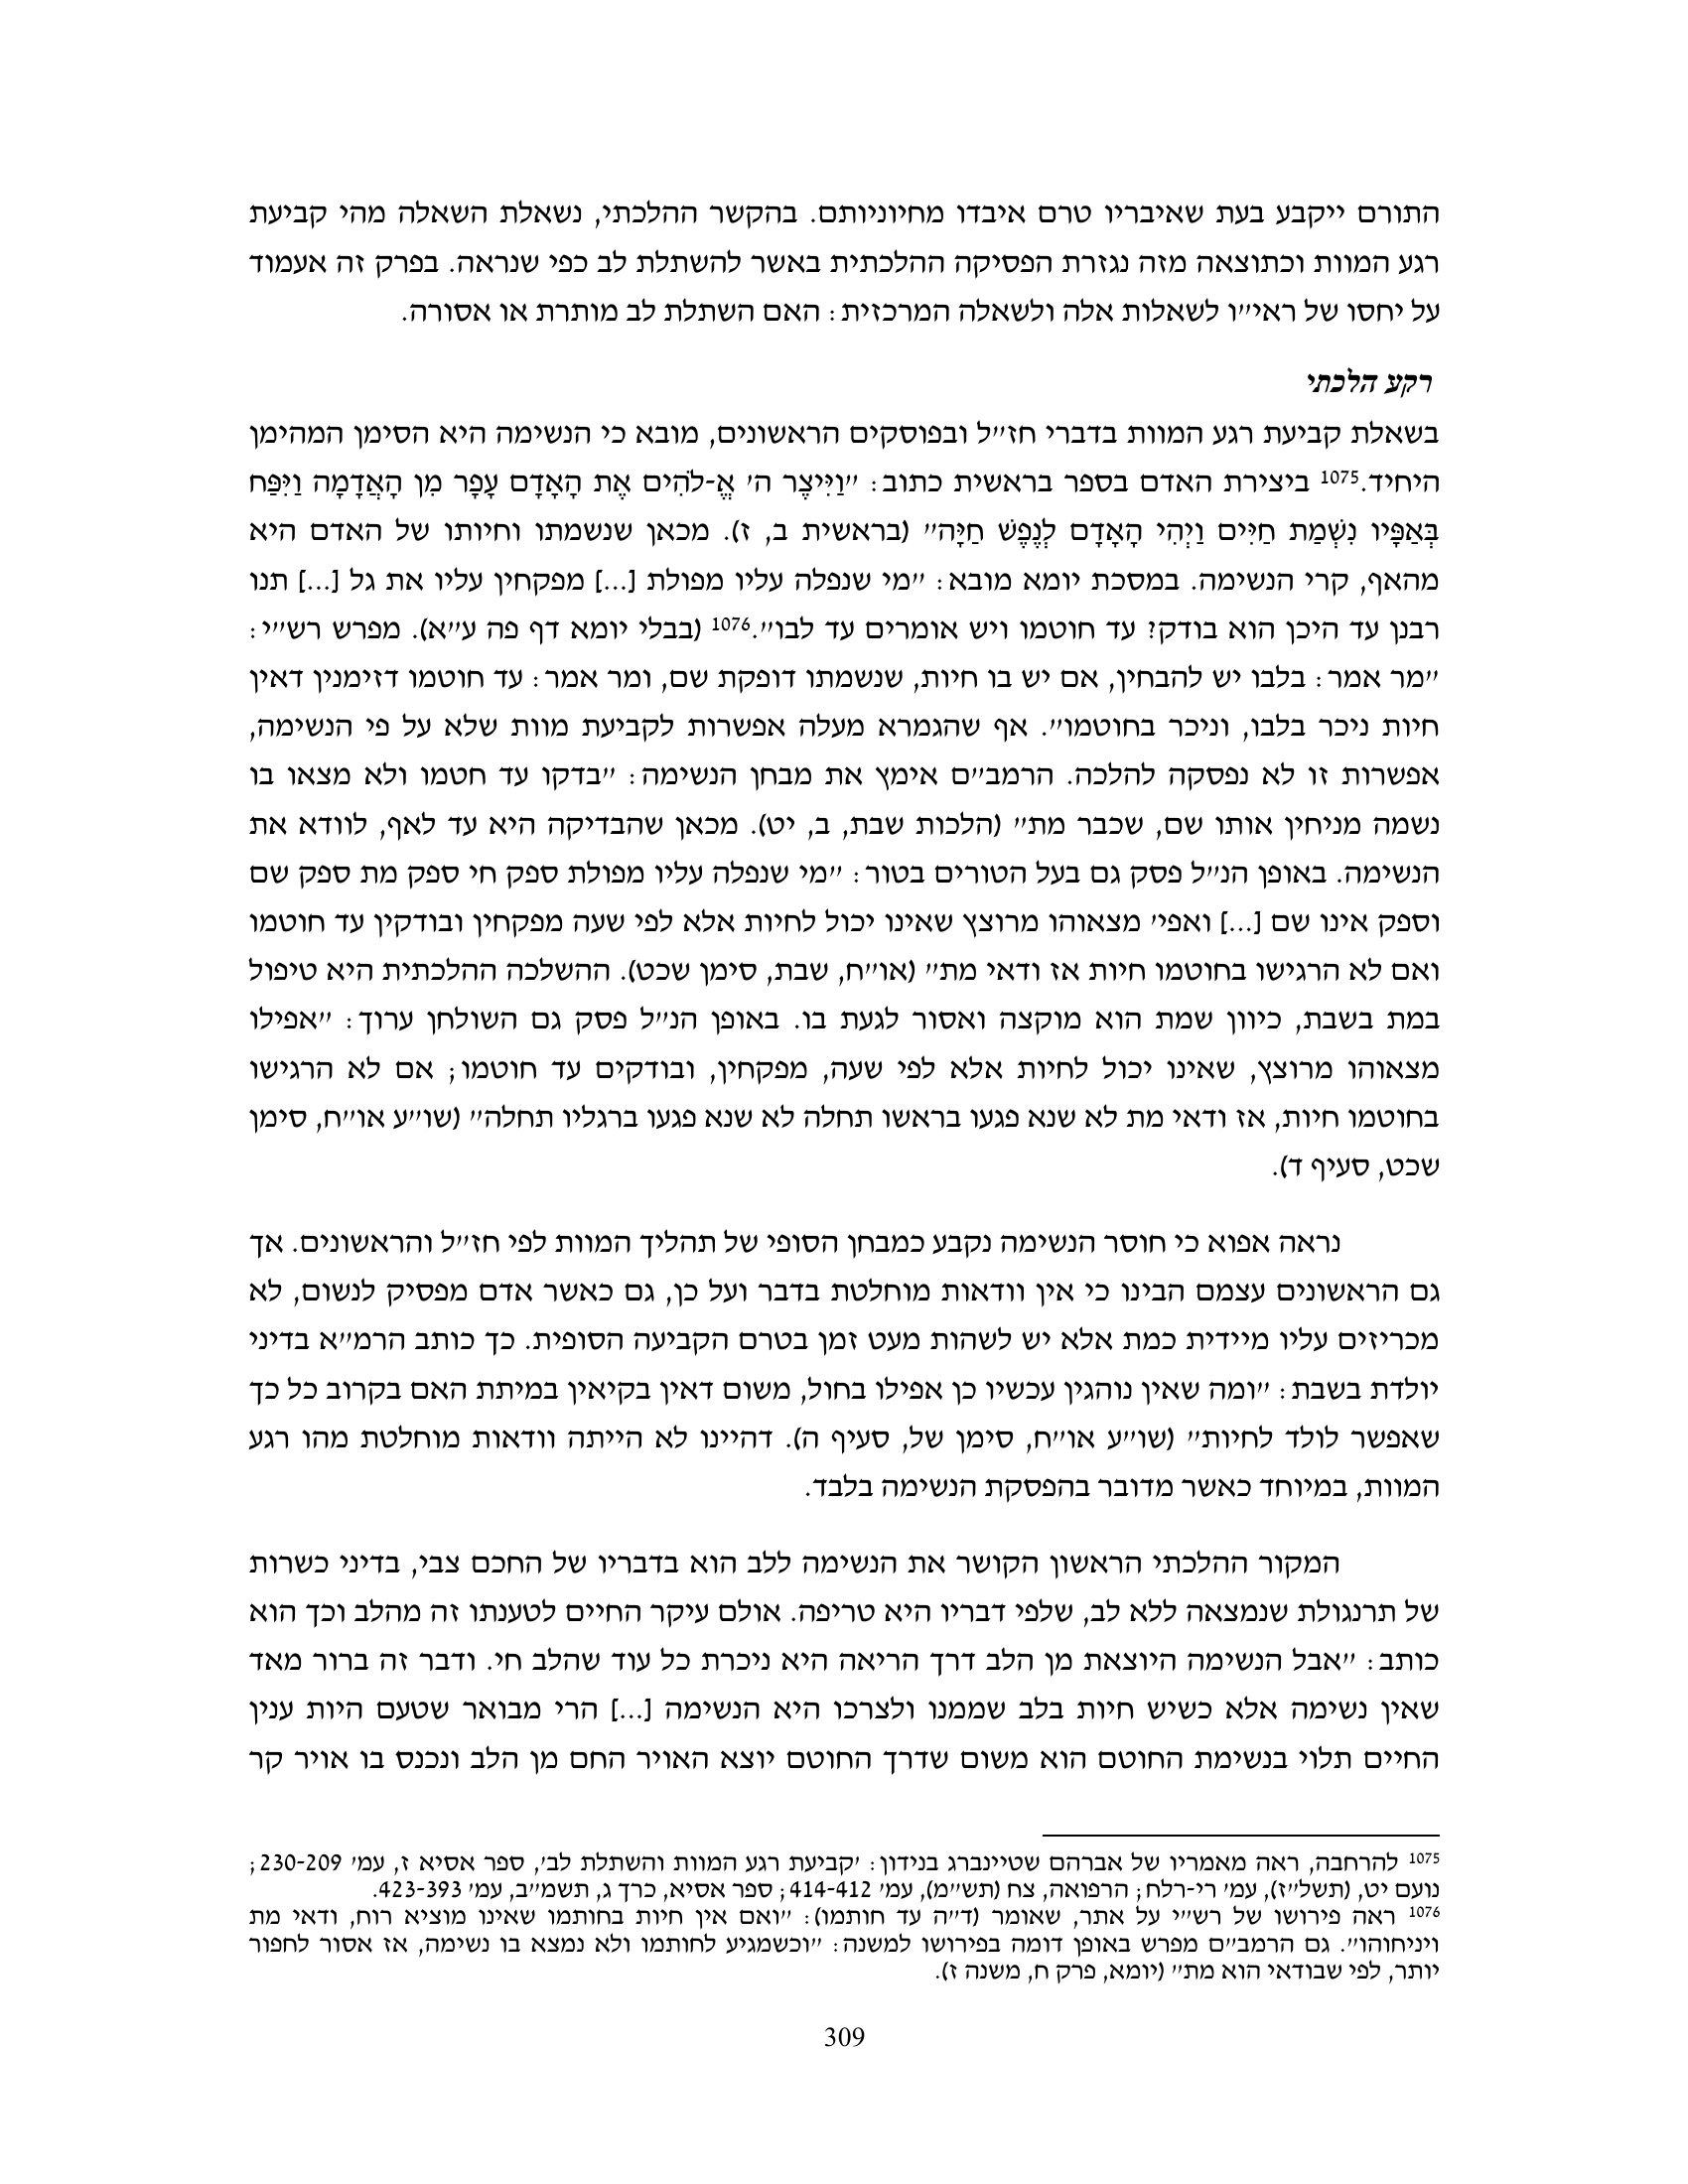 התורם ייקבע בעת שאיבריו טרם איבדו מחיוניותם. בהקשר ההלכתי, נשאלת השאלה מהי קביעת
רגע המוות וכתוצאה מזה נגזרת הפסיקה ההלכתית באשר להשתלת לב כפי שנראה. בפרק זה אעמוד
על יחסו של ראי״ו לשאלות אלה ולשאלה המרכזית: האם השתלת לב מותרת או אסורה.
רקע הלכתי
בשאלת קביעת רגע המוות בדברי חז״ל ובפוסקים הראשונים, מובא כי הנשימה היא הסימן המהימן
היחיד.1075 ביצירת האדם בספר בראשית כתוב: ״וַיִּיצֶר ה׳ אֱ-לֹהִים אֶת הָאָדָם עָפָר מִן הָאֲדָמָה וַיִּפַּח
בְּאַפָּיו נִשְׁמַת חַיִּים וַיְהִי הָאָדָם לְנֶפֶשׁ חַיָּה״ (בראשית ב, ז). מכאן שנשמתו וחיותו של האדם היא
מהאף, קרי הנשימה. במסכת יומא מובא: ״מי שנפלה עליו מפולת [...] מפקחין עליו את גל [...] תנו
רבנן עד היכן הוא בודק? עד חוטמו ויש אומרים עד לבו״.1076 (בבלי יומא דף פה ע״א). מפרש רש״י:
״מר אמר: בלבו יש להבחין, אם יש בו חיות, שנשמתו דופקת שם, ומר אמר: עד חוטמו דזימנין דאין
חיות ניכר בלבו, וניכר בחוטמו״. אף שהגמרא מעלה אפשרות לקביעת מוות שלא על פי הנשימה,
אפשרות זו לא נפסקה להלכה. הרמב״ם אימץ את מבחן הנשימה: ״בדקו עד חטמו ולא מצאו בו
נשמה מניחין אותו שם, שכבר מת״ (הלכות שבת, ב, יט). מכאן שהבדיקה היא עד לאף, לוודא את
הנשימה. באופן הנ״ל פסק גם בעל הטורים בטור: ״מי שנפלה עליו מפולת ספק חי ספק מת ספק שם
וספק אינו שם [...] ואפי׳ מצאוהו מרוצץ שאינו יכול לחיות אלא לפי שעה מפקחין ובודקין עד חוטמו
ואם לא הרגישו בחוטמו חיות אז ודאי מת״ (או״ח, שבת, סימן שכט). ההשלכה ההלכתית היא טיפול
במת בשבת, כיוון שמת הוא מוקצה ואסור לגעת בו. באופן הנ״ל פסק גם השולחן ערוך: ״אפילו
מצאוהו מרוצץ, שאינו יכול לחיות אלא לפי שעה, מפקחין, ובודקים עד חוטמו; אם לא הרגישו
בחוטמו חיות, אז ודאי מת לא שנא פגעו בראשו תחלה לא שנא פגעו ברגליו תחלה״ (שו״ע או״ח, סימן
שכט, סעיף ד).
נראה אפוא כי חוסר הנשימה נקבע כמבחן הסופי של תהליך המוות לפי חז״ל והראשונים. אך
גם הראשונים עצמם הבינו כי אין וודאות מוחלטת בדבר ועל כן, גם כאשר אדם מפסיק לנשום, לא
מכריזים עליו מיידית כמת אלא יש לשהות מעט זמן בטרם הקביעה הסופית. כך כותב הרמ״א בדיני
יולדת בשבת: ״ומה שאין נוהגין עכשיו כן אפילו בחול, משום דאין בקיאין במיתת האם בקרוב כל כך
שאפשר לולד לחיות״ (שו״ע או״ח, סימן של, סעיף ה). דהיינו לא הייתה וודאות מוחלטת מהו רגע
המוות, במיוחד כאשר מדובר בהפסקת הנשימה בלבד.
המקור ההלכתי הראשון הקושר את הנשימה ללב הוא בדבריו של החכם צבי, בדיני כשרות
של תרנגולת שנמצאה ללא לב, שלפי דבריו היא טריפה. אולם עיקר החיים לטענתו זה מהלב וכך הוא
כותב: ״אבל הנשימה היוצאת מן הלב דרך הריאה היא ניכרת כל עוד שהלב חי. ודבר זה ברור מאד
שאין נשימה אלא כשיש חיות בלב שממנו ולצרכו היא הנשימה [...] הרי מבואר שטעם היות ענין
החיים תלוי בנשימת החוטם הוא משום שדרך החוטם יוצא האויר החם מן הלב ונכנס בו אויר קר
1075 להרחבה, ראה מאמריו של אברהם שטיינברג בנידון: ׳קביעת רגע המוות והשתלת לב׳, ספר אסיא ז, עמ׳ 230-209;
נועם יט, (תשל״ז), עמ׳ רי-רלח; הרפואה, צח (תש״מ), עמ׳ 414-412; ספר אסיא, כרך ג, תשמ״ב, עמ׳ 423-393.
1076 ראה פירושו של רש״י על אתר, שאומר (ד״ה עד חותמו): ״ואם אין חיות בחותמו שאינו מוציא רוח, ודאי מת
ויניחוהו״. גם הרמב״ם מפרש באופן דומה בפירושו למשנה: ״וכשמגיע לחותמו ולא נמצא בו נשימה, אז אסור לחפור
יותר, לפי שבודאי הוא מת״ (יומא, פרק ח, משנה ז).
309